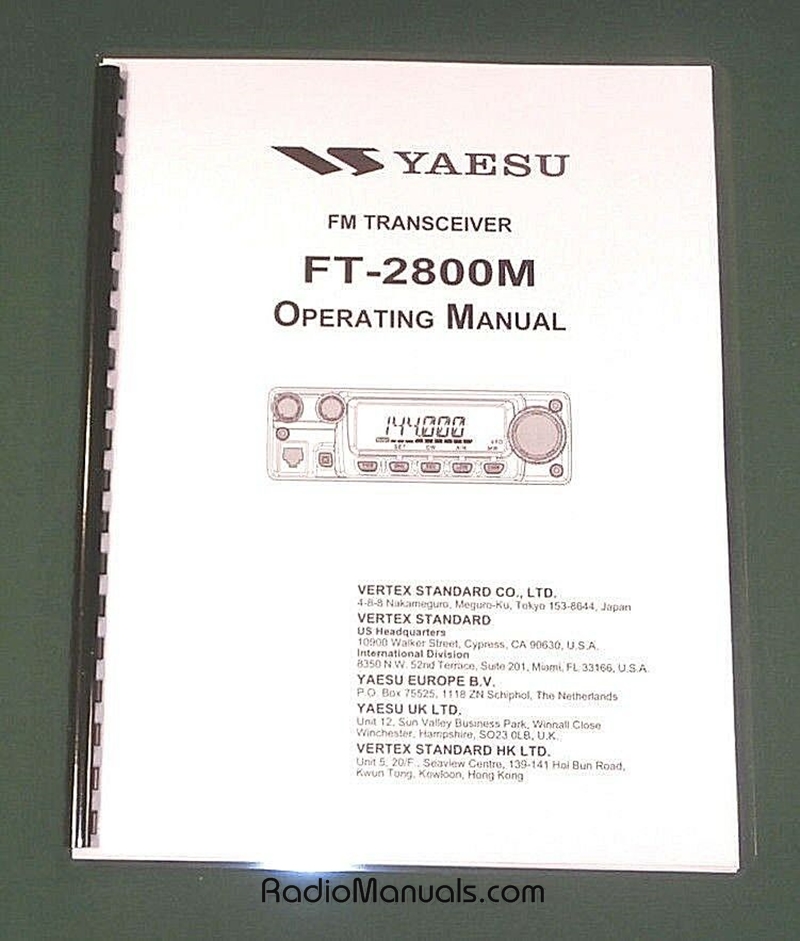 YAESU
FM TRANSCEIVER
FT-2800M
OPERATING MANUAL
144.000
VERTEX STANDARD CO., LTD.
4-8-8 Nakameguro, Meguro-Ku, Tokyo 153-8644, Japan
VERTEX STANDARD
US Headquarters
10900 Walker Street, Cypress, CA 90630, U.S.A.
International Division
8350 N.W. 52nd Terrace, Suite 201, Miami, FL 33166, U.S.A.
YAESU EUROPE B.V.
P.O. Box 75525, 1118 ZN Schiphol, The Netherlands
YAESU UK LTD.
Unit 12, Sun Valley Business Park, Winnall Close
Winchester, Hampshire, SO23 0LB, U.K.
VERTEX STANDARD HK LTD.
Unit 5, 20/F., Seaview Centre, 139-141 Hoi Bun Road,
Kwun Tong, Kowloon, Hong Kong
RadioManuals.com